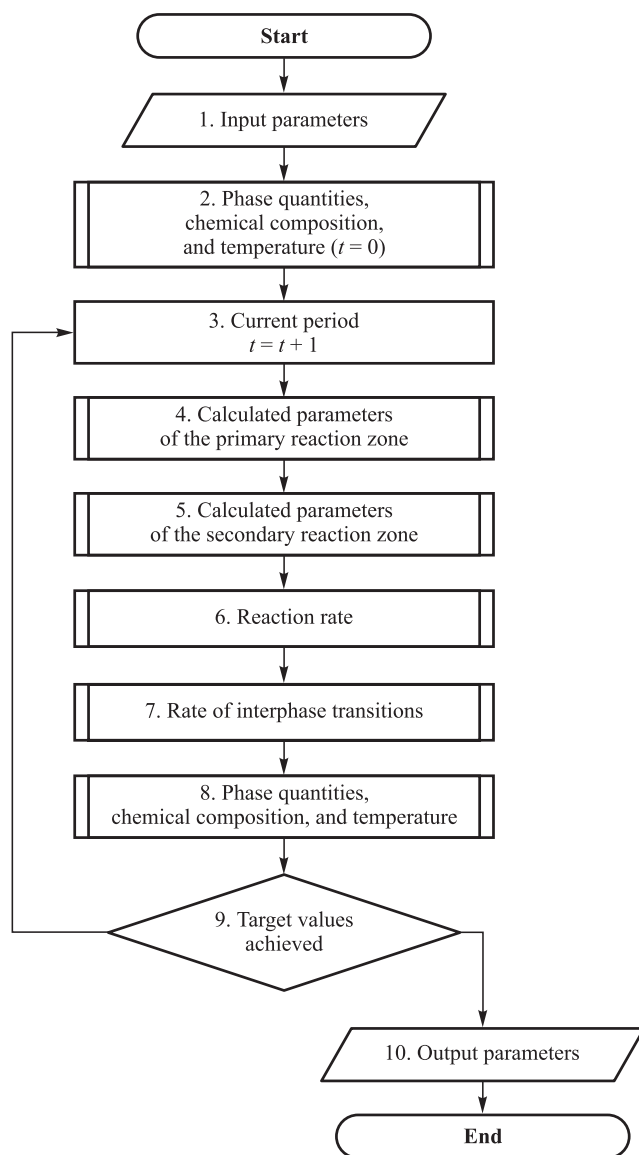 Start
1. Input parameters
2. Phase quantities,
chemical composition,
and temperature (t = 0)
3. Current period
t = t + 1
4. Calculated parameters
of the primary reaction zone
5. Calculated parameters
of the secondary reaction zone
6. Reaction rate
7. Rate of interphase transitions
8. Phase quantities,
chemical composition, and temperature
9. Target values
achieved
10. Output parameters
End